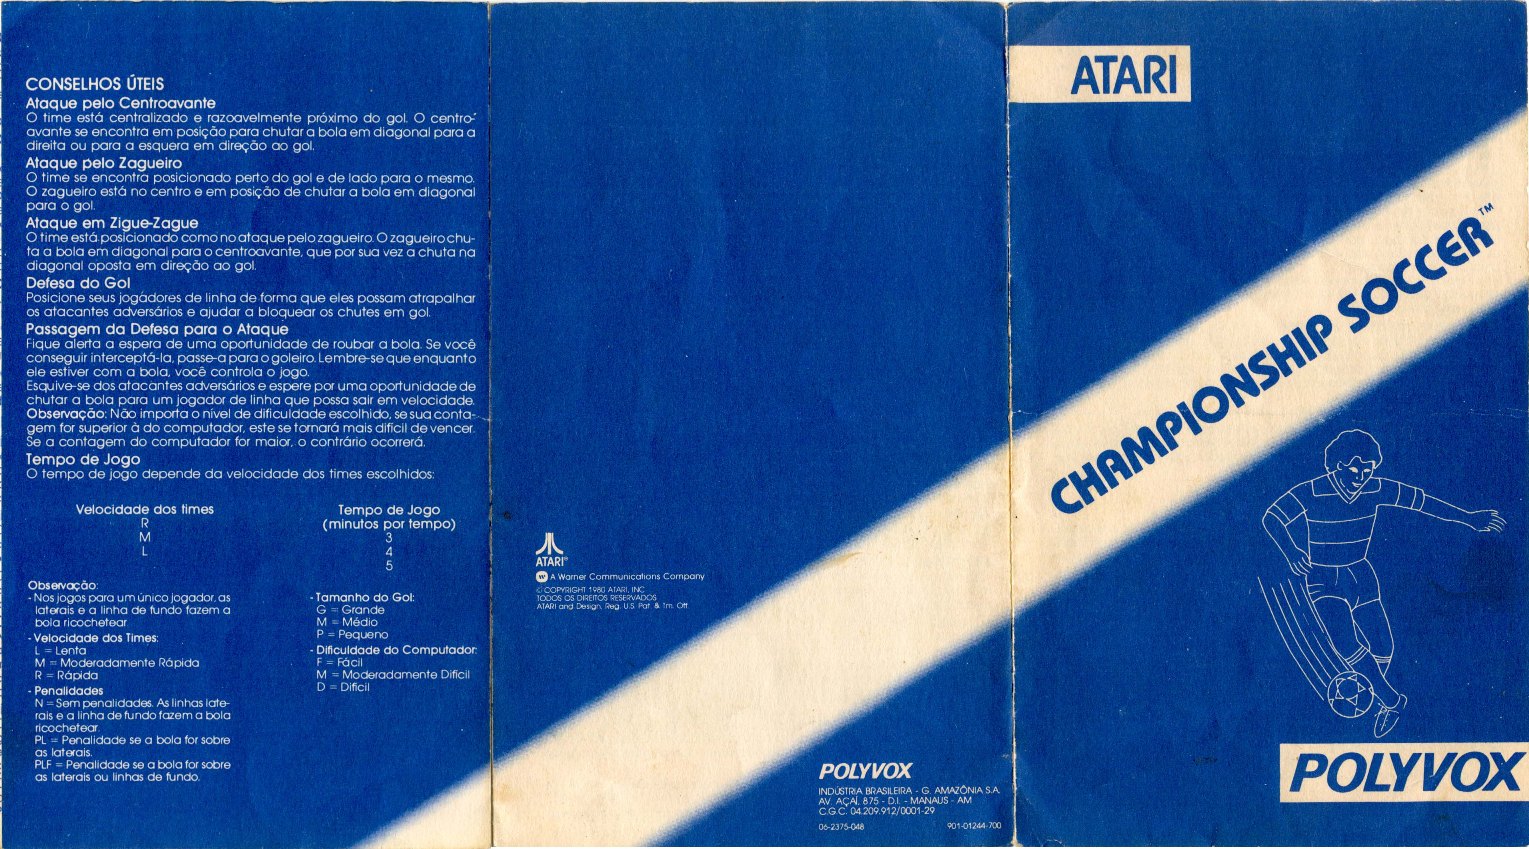 CONSELHOS ÚTEIS
Ataque pelo Centroavante
O time está centralizado e razoavelmente próximo do gol. O centro-
avante se encontra em posição para chutar a bola em diagonal para a
direita ou para a esquera em direção ao gol.
Ataque pelo Zagueiro
O time se encontra posicionado perto do gol e de lado para o mesmo.
O zagueiro está no centro e em posição de chutar a bola em diagonal
para o gol.
Ataque em Zigue-Zague
O time está posicionado como no ataque pelo zagueiro. O zagueiro chu-
ta a bola em diagonal para o centroavante, que por sua vez a chuta na
diagonal oposta em direção ao gol.
Defesa do Gol
Posicione seus jogadores de linha de forma que eles possam atrapalhar
os atacantes adversários e ajudar a bloquear os chutes em gol.
Passagem da Defesa para o Ataque
Fique alerta a espera de uma oportunidade de roubar a bola. Se você
conseguir interceptá-la, passe-a para o goleiro. Lembre-se que enquanto
ele estiver com a bola, você controla o jogo.
Esquive-se dos atacantes adversários e espere por uma oportunidade de
chutar a bola para um jogador de linha que possa sair em velocidade.
Observação: Não importa o nível de dificuldade escolhido, se sua conta-
gem for superior à do computador, este se tornará mais difícil de vencer.
Se a contagem do computador for maior, o contrário ocorrerá.
Tempo de Jogo
O tempo de jogo depende da velocidade dos times escolhidos:
Velocidade dos times
R
M
L
Tempo de Jogo
(minutos por tempo)
3
4
5
Observação:
- Nos jogos para um único jogador, as
laterais e a linha de fundo fazem a
bola ricochetear.
- Velocidade dos Times:
L = Lenta
M = Moderadamente Rápida
R = Rápida
- Penalidades
N = Sem penalidades. As linhas late-
rais e a linha de fundo fazem a bola
ricochetear.
PL = Penalidade se a bola for sobre
as laterais.
PLF = Penalidade se a bola for sobre
as laterais ou linhas de fundo.
- Tamanho do Gol:
G = Grande
M = Médio
P = Pequeno
- Dificuldade do Computador:
F = Fácil
M = Moderadamente Difícil
D = Difícil
ATARI®
W A Warner Communications Company
© COPYRIGHT 1980 ATARI, INC.
TODOS OS DIREITOS RESERVADOS
ATARI and Design, Reg. U.S. Pat. & Tm. Off.
POLYVOX
INDÚSTRIA BRASILEIRA - G. AMAZÔNIA S.A.
AV. AÇAÍ, 875 - D.I. - MANAUS - AM
C.G.C. 04.209.912/0001-29
06-2375-048 901-01244-700
ATARI
CHAMPIONSHIP SOCCER™
POLYVOX